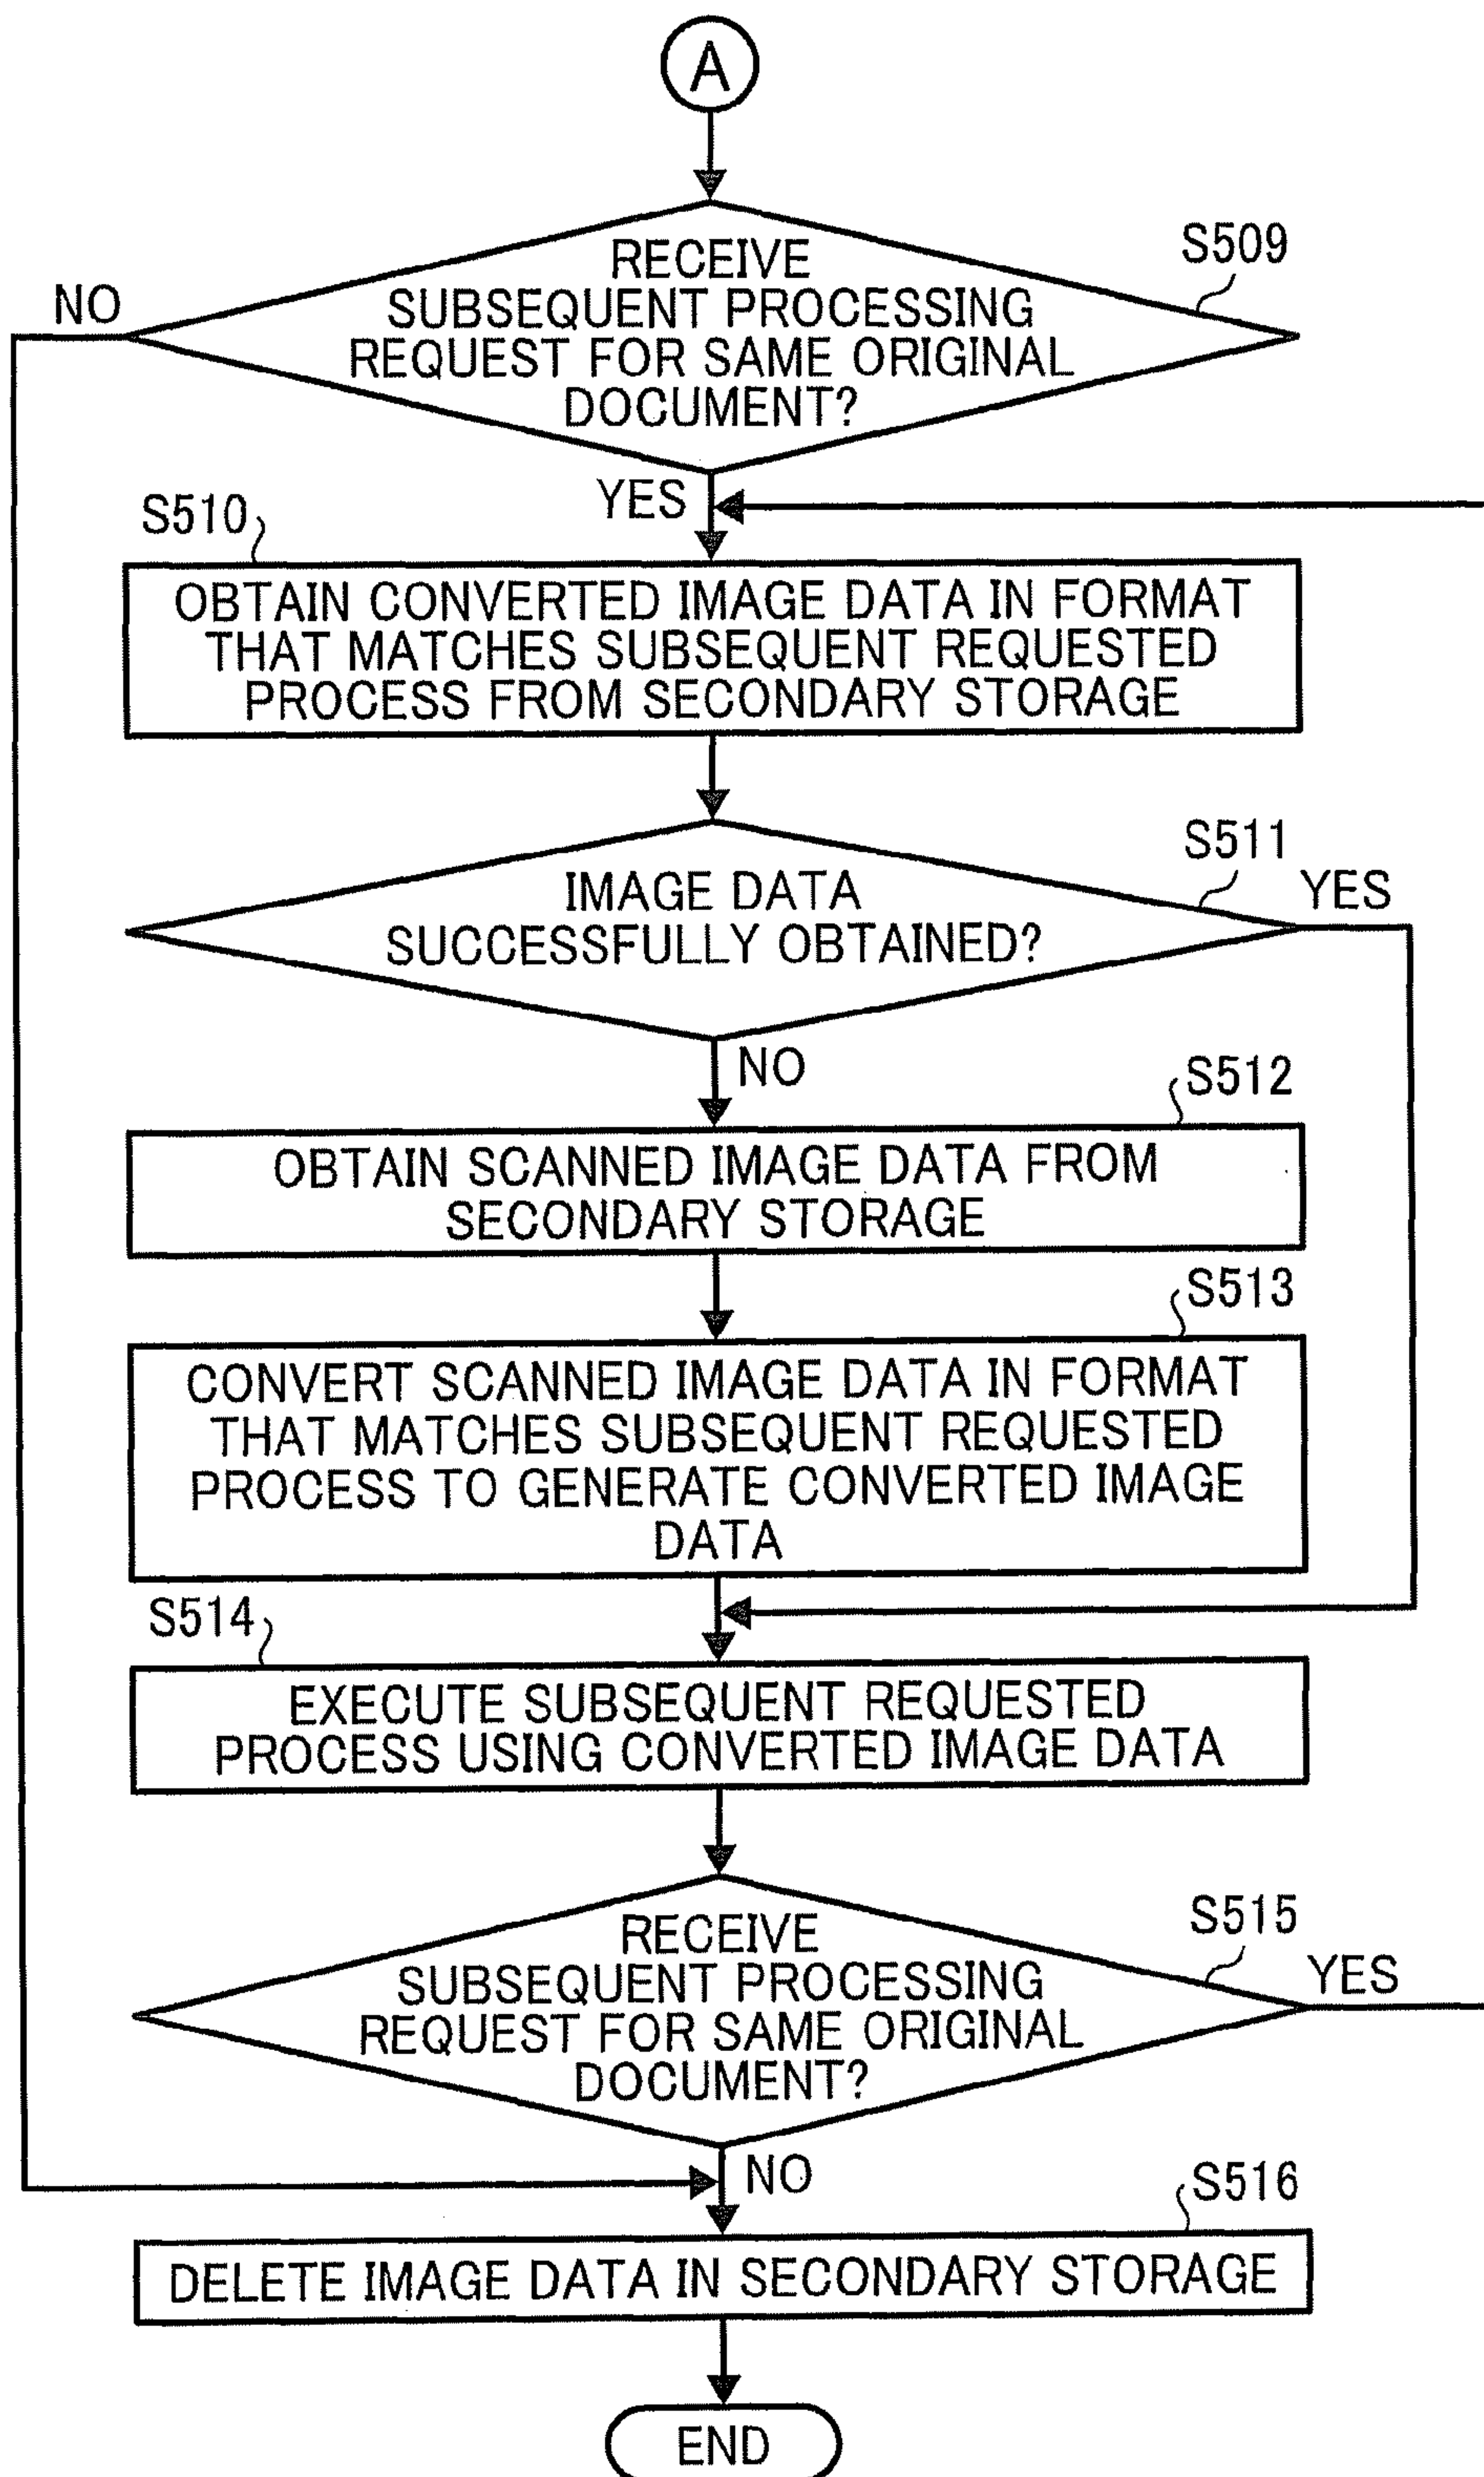 A
RECEIVE
SUBSEQUENT PROCESSING
REQUEST FOR SAME ORIGINAL
DOCUMENT?
S509
NO
YES
S510
OBTAIN CONVERTED IMAGE DATA IN FORMAT
THAT MATCHES SUBSEQUENT REQUESTED
PROCESS FROM SECONDARY STORAGE
S511
IMAGE DATA
SUCCESSFULLY OBTAINED?
YES
NO
S512
OBTAIN SCANNED IMAGE DATA FROM
SECONDARY STORAGE
S513
CONVERT SCANNED IMAGE DATA IN FORMAT
THAT MATCHES SUBSEQUENT REQUESTED
PROCESS TO GENERATE CONVERTED IMAGE
DATA
S514
EXECUTE SUBSEQUENT REQUESTED
PROCESS USING CONVERTED IMAGE DATA
S515
RECEIVE
SUBSEQUENT PROCESSING
REQUEST FOR SAME ORIGINAL
DOCUMENT?
YES
NO
S516
DELETE IMAGE DATA IN SECONDARY STORAGE
END